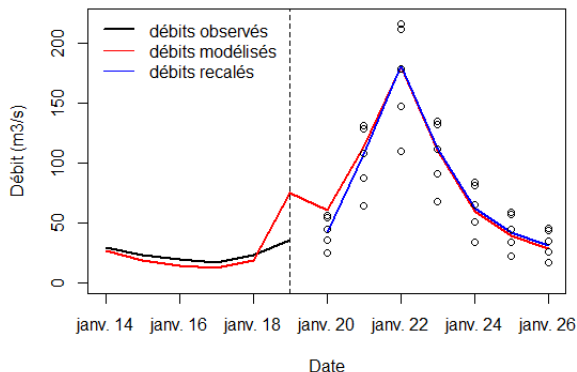 débits observés
débits modélisés
débits recalés
Débit (m3/s)
200
150
100
50
0
janv. 14 janv. 16 janv. 18 janv. 20 janv. 22 janv. 24 janv. 26
Date